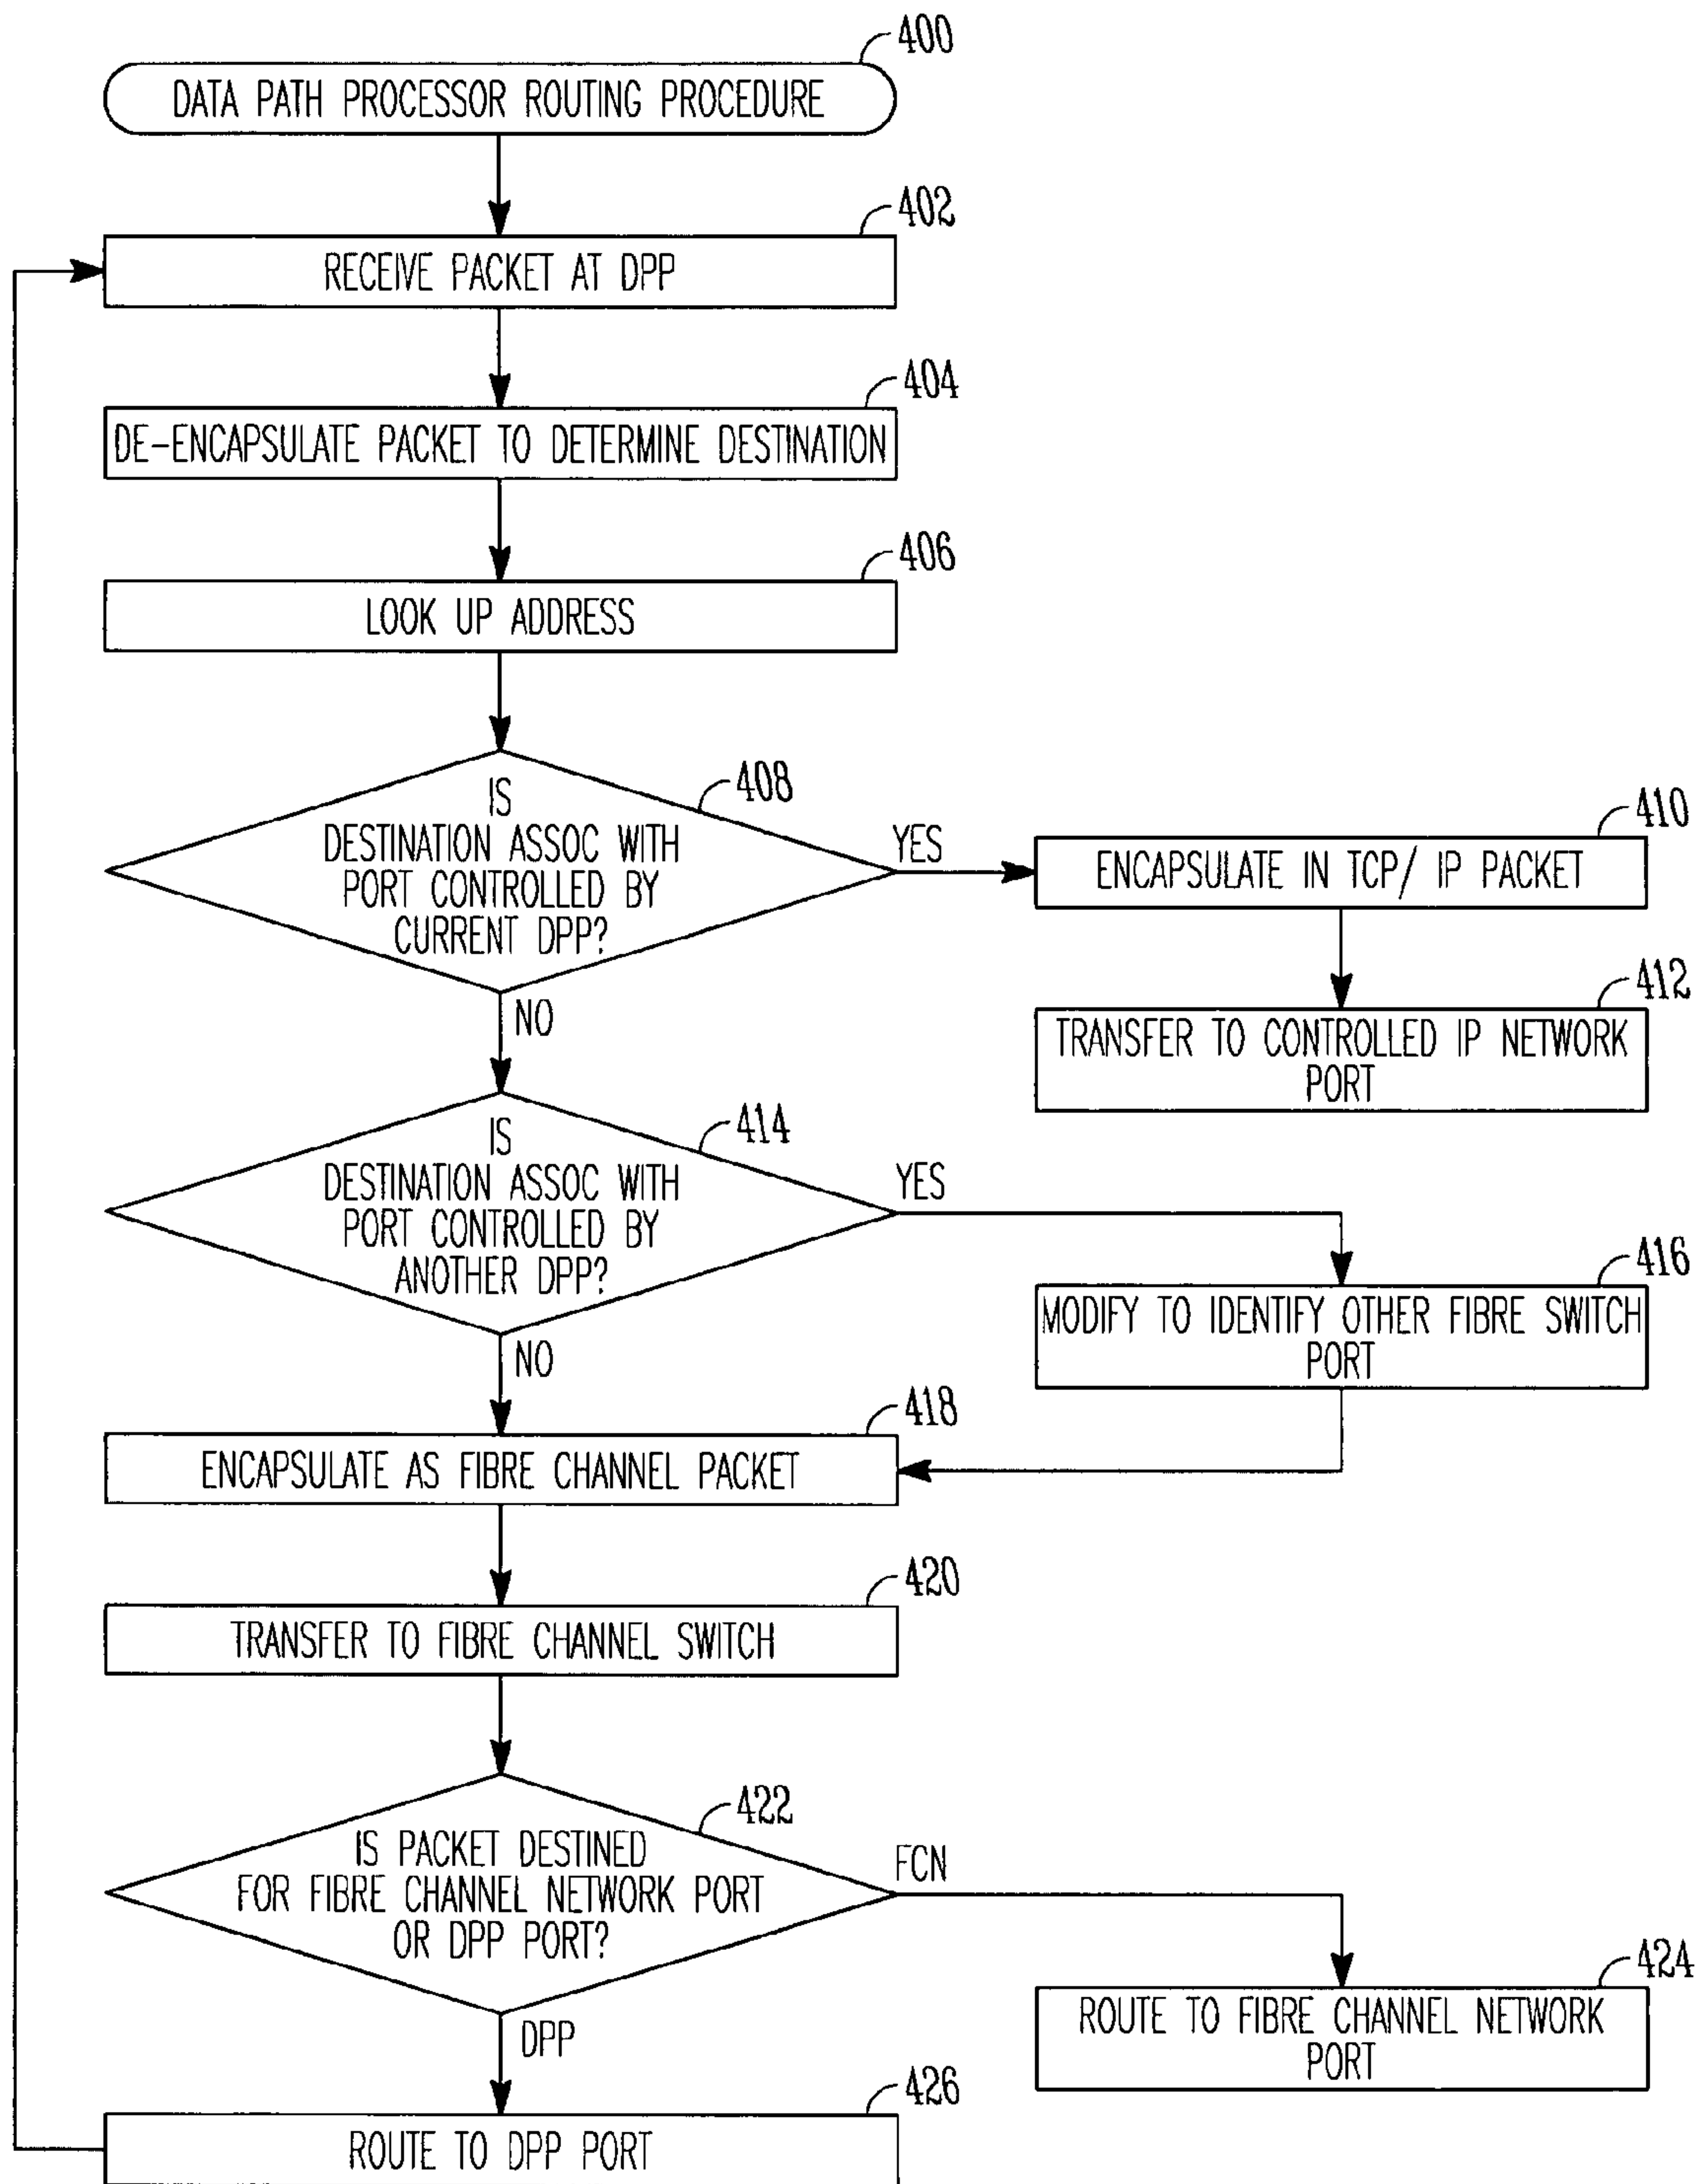 400
DATA PATH PROCESSOR ROUTING PROCEDURE
402
RECEIVE PACKET AT DPP
404
DE-ENCAPSULATE PACKET TO DETERMINE DESTINATION
406
LOOK UP ADDRESS
408
IS
DESTINATION ASSOC WITH
PORT CONTROLLED BY
CURRENT DPP?
YES
410
ENCAPSULATE IN TCP/ IP PACKET
412
TRANSFER TO CONTROLLED IP NETWORK
PORT
NO
414
IS
DESTINATION ASSOC WITH
PORT CONTROLLED BY
ANOTHER DPP?
YES
416
MODIFY TO IDENTIFY OTHER FIBRE SWITCH
PORT
NO
418
ENCAPSULATE AS FIBRE CHANNEL PACKET
420
TRANSFER TO FIBRE CHANNEL SWITCH
422
IS PACKET DESTINED
FOR FIBRE CHANNEL NETWORK PORT
OR DPP PORT?
FCN
424
ROUTE TO FIBRE CHANNEL NETWORK
PORT
DPP
426
ROUTE TO DPP PORT